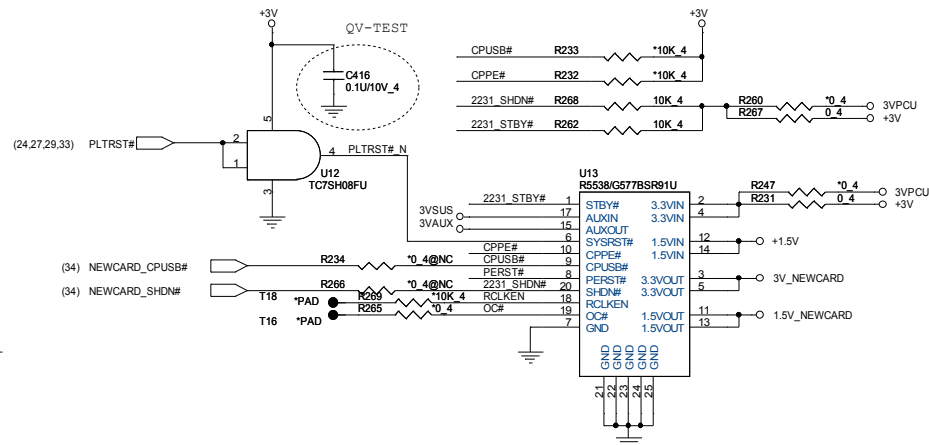 +3V
QV-TEST
C416
0.1U/10V_4
5
(24,27,29,33) PLTRST#
2
1
4
PLTRST#_N
U12
TC7SH08FU
3
+3V
CPUSB# R233 *10K_4
CPPE# R232 *10K_4
2231_SHDN# R268 10K_4
2231_STBY# R262 10K_4
R260 *0_4 3VPCU
R267 0_4 +3V
U13
R5538/G577BSR91U
2231_STBY# 1 STBY#
3VSUS 17 AUXIN
3VAUX 15 AUXOUT
6 SYSRST#
CPPE# 10 CPPE#
CPUSB# 9 CPUSB#
PERST# 8 PERST#
2231_SHDN# 20 SHDN#
RCLKEN 18 RCLKEN
OC# 19 OC#
7 GND
3.3VIN 2 R247 *0_4 3VPCU
3.3VIN 4 R231 0_4 +3V
1.5VIN 12 +1.5V
1.5VIN 14
3.3VOUT 3 3V_NEWCARD
3.3VOUT 5
1.5VOUT 11 1.5V_NEWCARD
1.5VOUT 13
(34) NEWCARD_CPUSB# R234 *0_4@NC
(34) NEWCARD_SHDN# R266 *0_4@NC
T18 *PAD R269 *10K_4
T16 *PAD R265 *0_4
GND GND GND GND GND
21 22 23 24 25